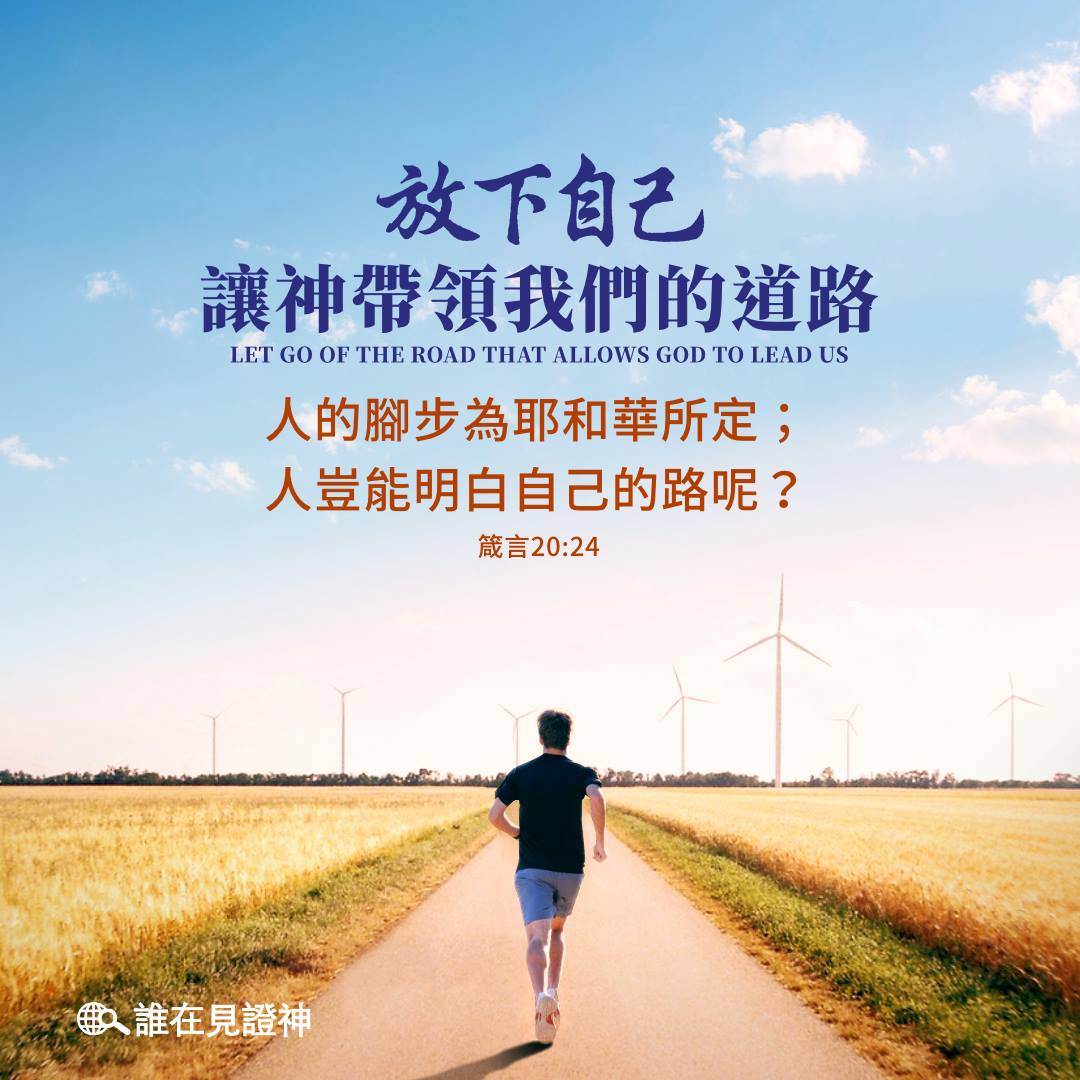 放下自己
讓神帶領我們的道路
LET GO OF THE ROAD THAT ALLOWS GOD TO LEAD US
人的腳步為耶和華所定；
人豈能明白自己的路呢？
箴言20:24
誰在見證神